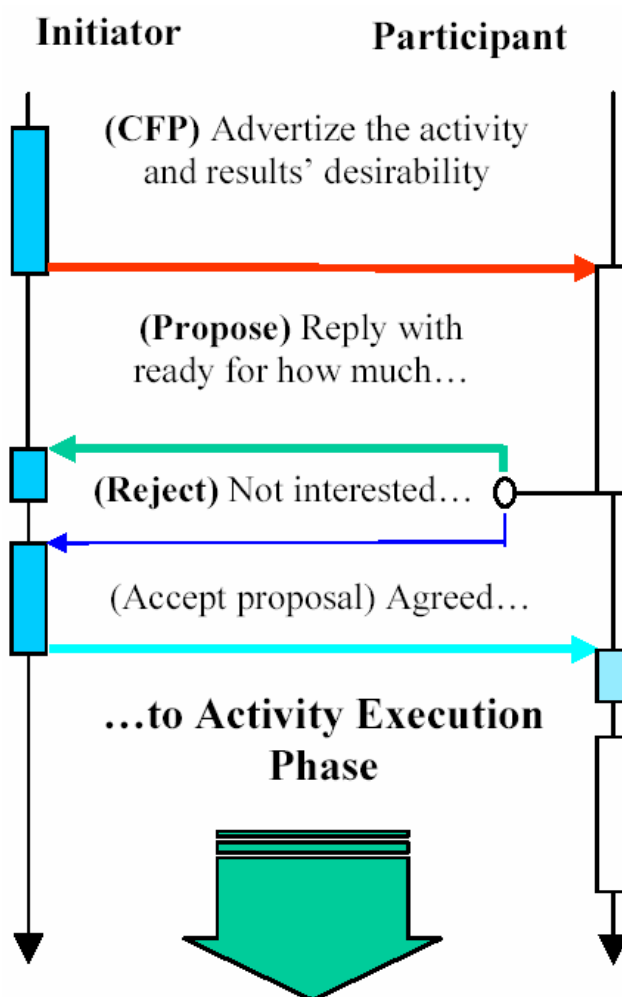 Initiator
Participant
(CFP) Advertize the activity
and results’ desirability
(Propose) Reply with
ready for how much…
(Reject) Not interested…
(Accept proposal) Agreed…
…to Activity Execution
Phase